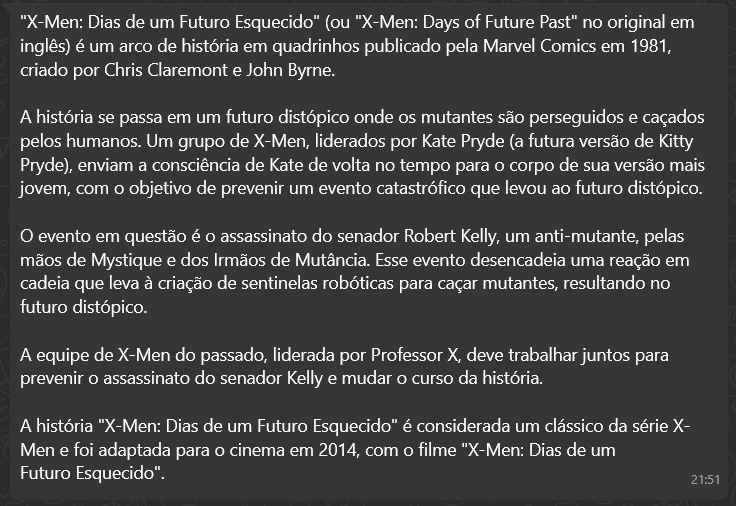 "X-Men: Dias de um Futuro Esquecido" (ou "X-Men: Days of Future Past" no original em
inglês) é um arco de história em quadrinhos publicado pela Marvel Comics em 1981,
criado por Chris Claremont e John Byrne.
A história se passa em um futuro distópico onde os mutantes são perseguidos e caçados
pelos humanos. Um grupo de X-Men, liderados por Kate Pryde (a futura versão de Kitty
Pryde), enviam a consciência de Kate de volta no tempo para o corpo de sua versão mais
jovem, com o objetivo de prevenir um evento catastrófico que levou ao futuro distópico.
O evento em questão é o assassinato do senador Robert Kelly, um anti-mutante, pelas
mãos de Mystique e dos Irmãos de Mutância. Esse evento desencadeia uma reação em
cadeia que leva à criação de sentinelas robóticas para caçar mutantes, resultando no
futuro distópico.
A equipe de X-Men do passado, liderada por Professor X, deve trabalhar juntos para
prevenir o assassinato do senador Kelly e mudar o curso da história.
A história "X-Men: Dias de um Futuro Esquecido" é considerada um clássico da série X-
Men e foi adaptada para o cinema em 2014, com o filme "X-Men: Dias de um
Futuro Esquecido".
21:51